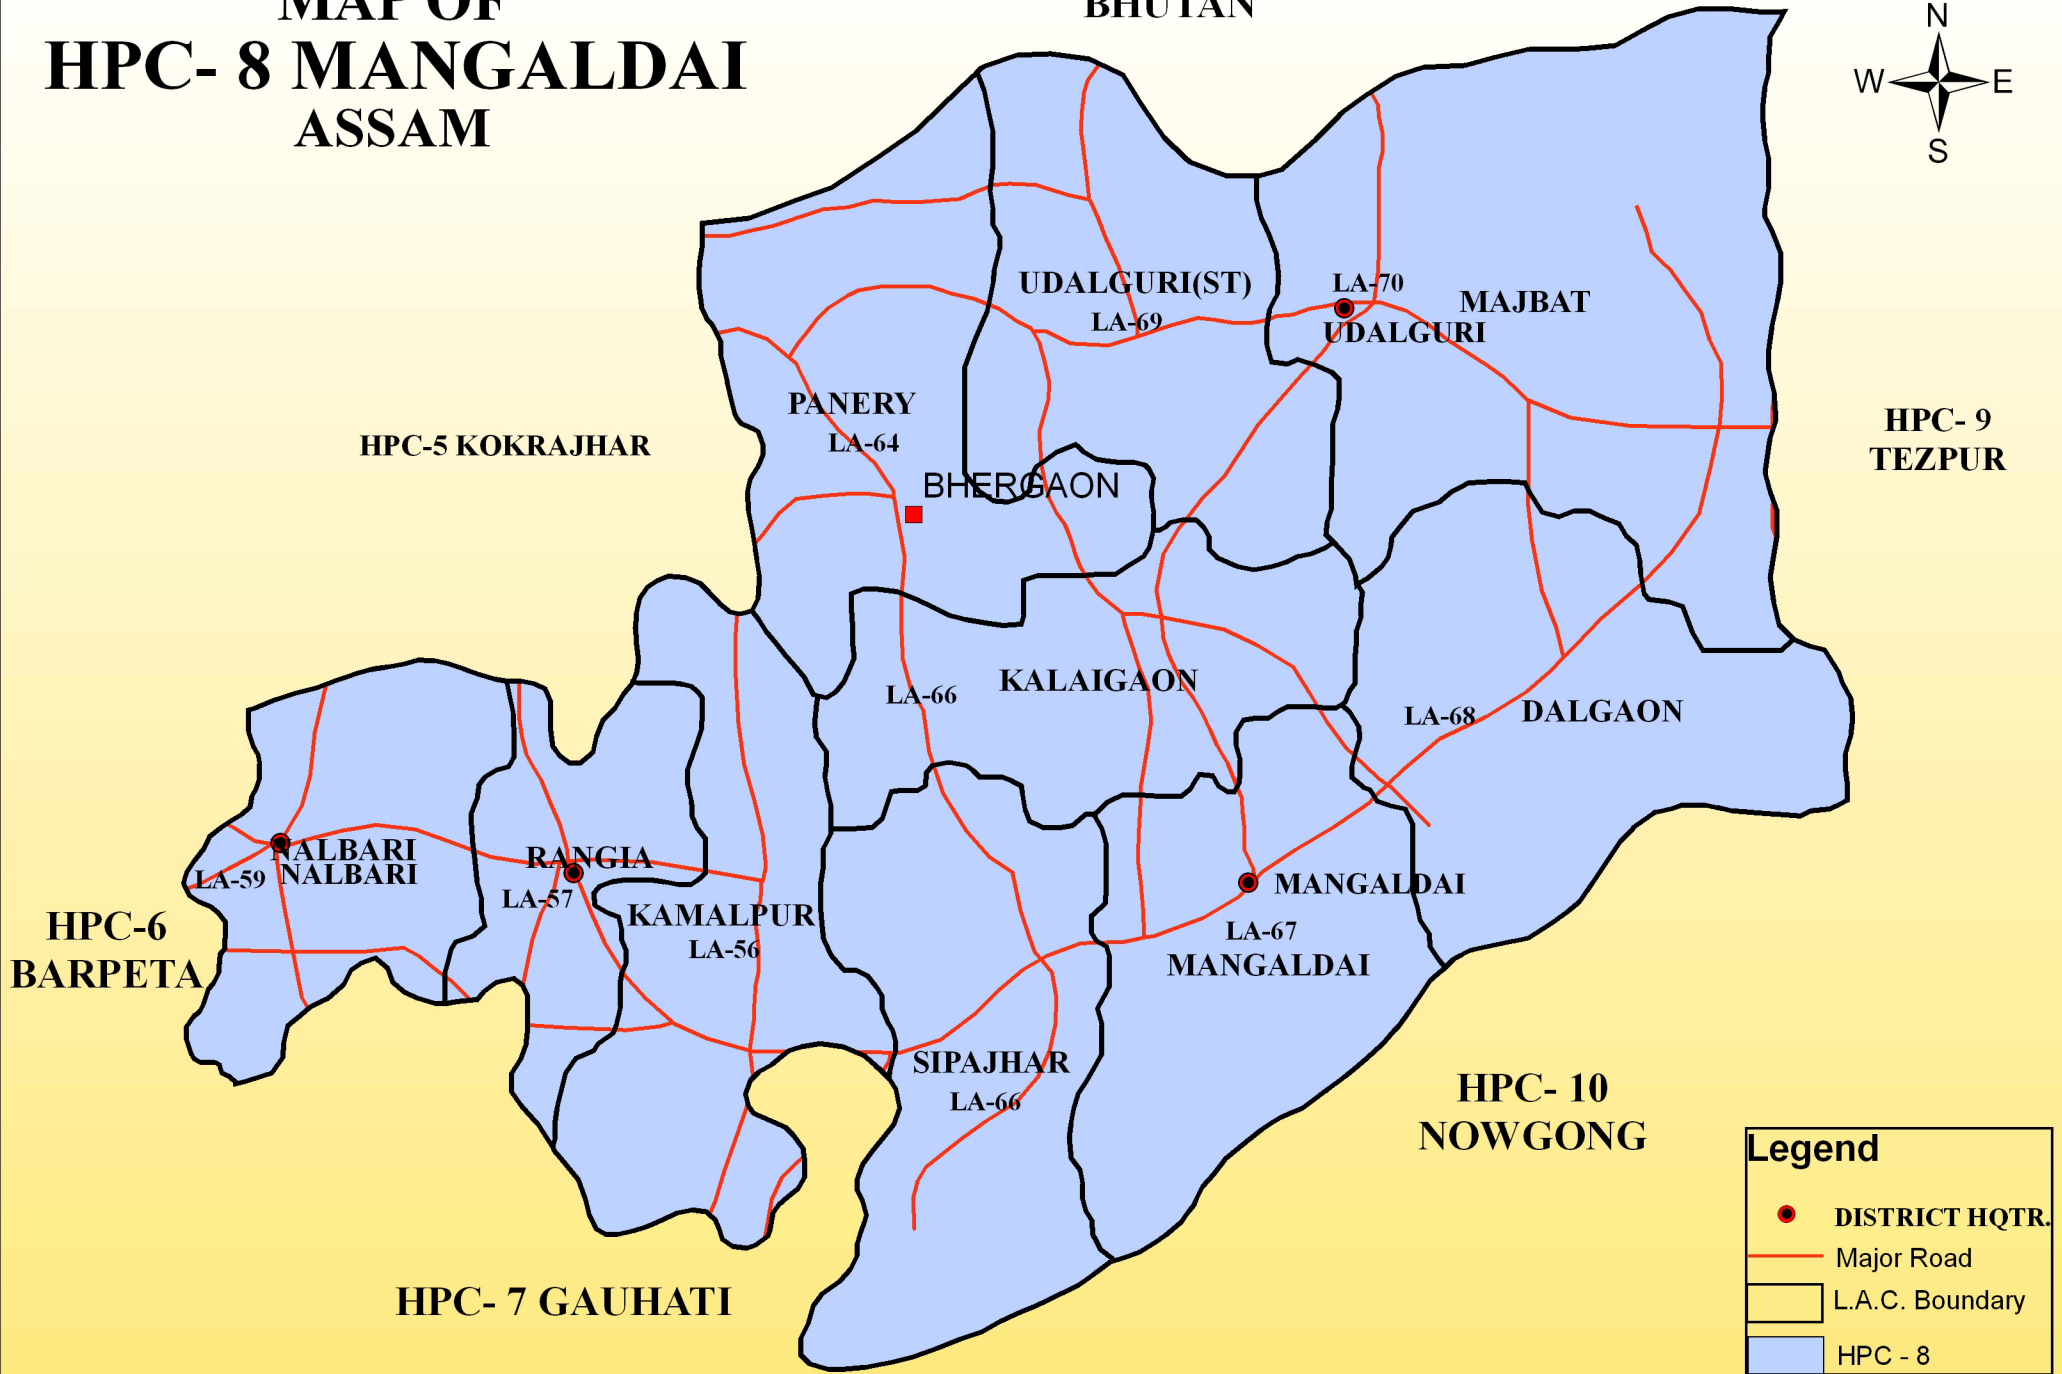 MAP OF
HPC- 8 MANGALDAI
ASSAM
BHUTAN
N
W
E
S
UDALGURI(ST)
LA-69
LA-70
MAJBAT
UDALGURI
PANERY
LA-64
BHERGAON
HPC-5 KOKRAJHAR
HPC- 9
TEZPUR
KALAIGAON
LA-66
LA-68
DALGAON
NALBARI
LA-59
NALBARI
RANGIA
LA-57
KAMALPUR
LA-56
MANGALDAI
LA-67
MANGALDAI
HPC-6
BARPETA
SIPAJHAR
LA-66
HPC- 10
NOWGONG
HPC- 7 GAUHATI
Legend
DISTRICT HQTR.
Major Road
L.A.C. Boundary
HPC - 8